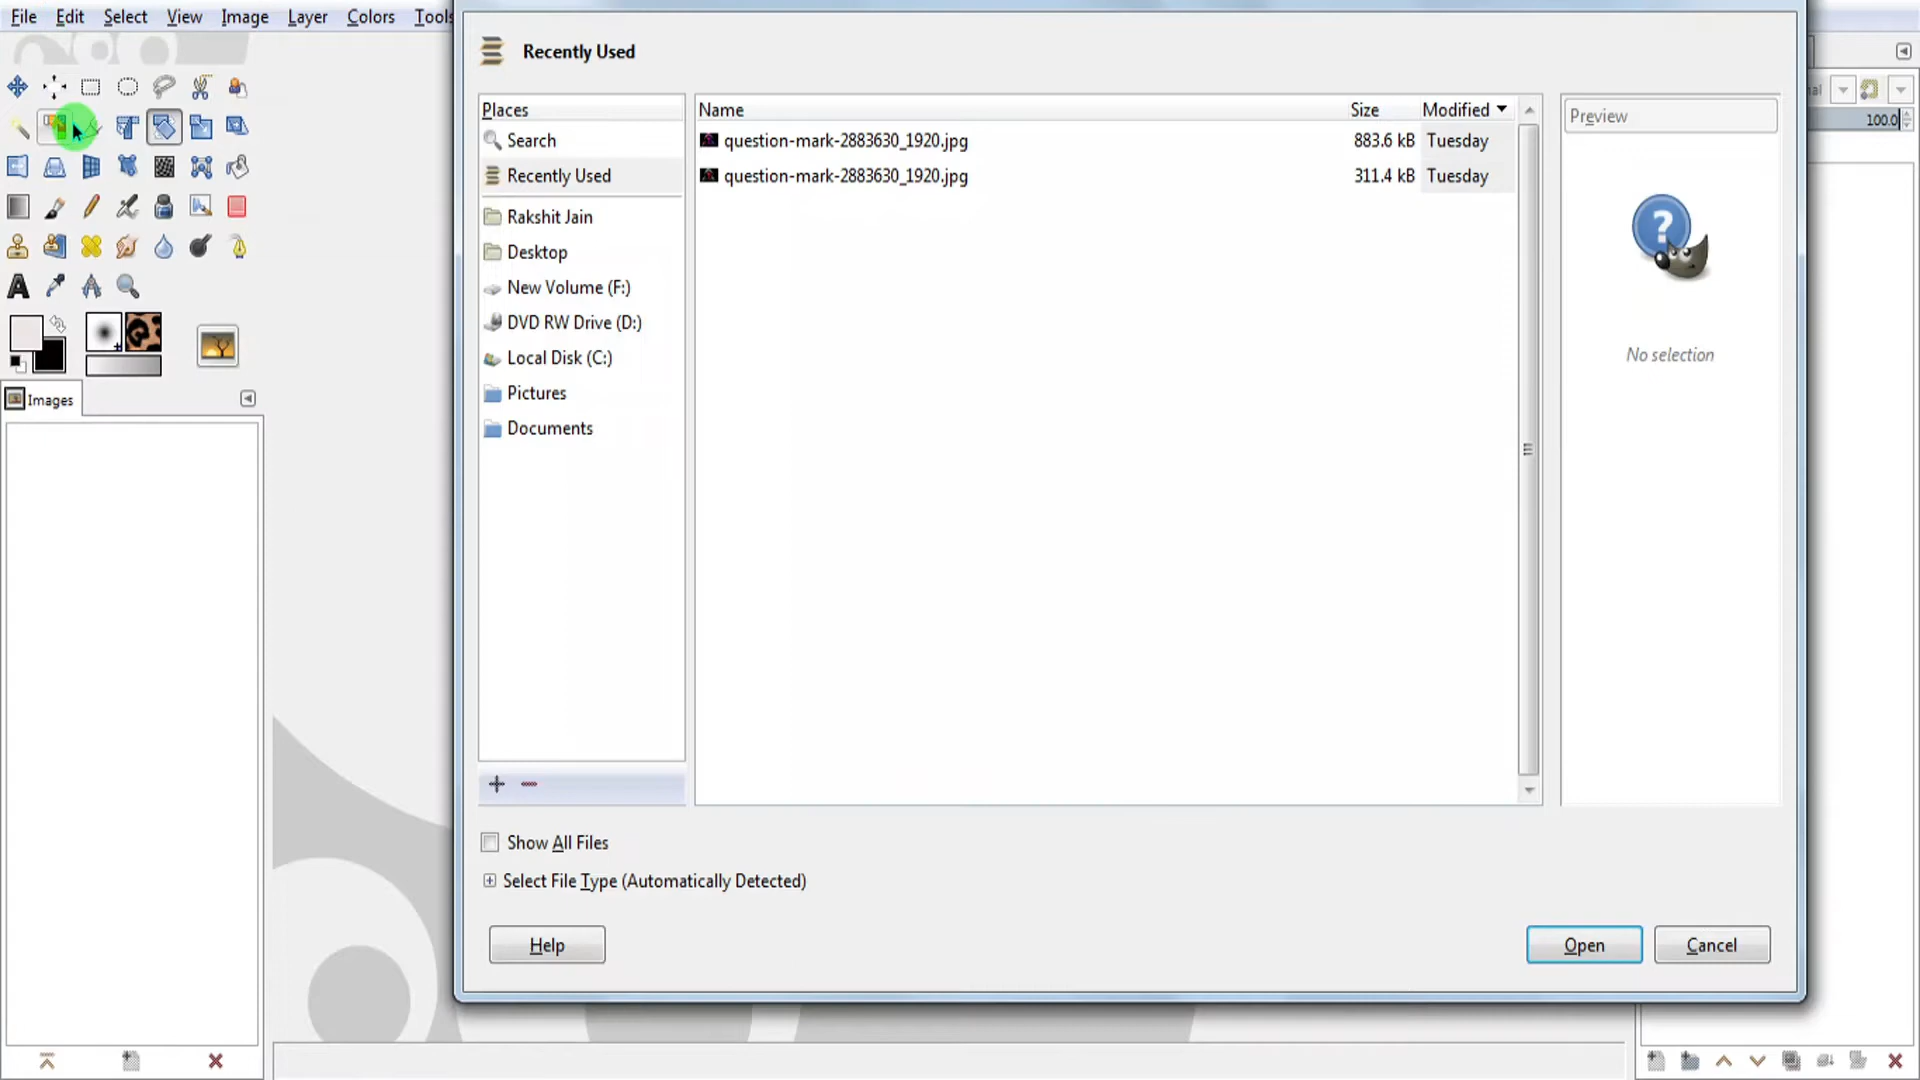 File Edit Select View Image Layer Colors Tools
Recently Used
Places
Search
Recently Used
Rakshit Jain
Desktop
New Volume (F:)
DVD RW Drive (D:)
Local Disk (C:)
Pictures
Documents
Name Size Modified
question-mark-2883630_1920.jpg 883.6 kB Tuesday
question-mark-2883630_1920.jpg 311.4 kB Tuesday
Preview
?
No selection
100.0
A
Images
Show All Files
Select File Type (Automatically Detected)
Help Open Cancel